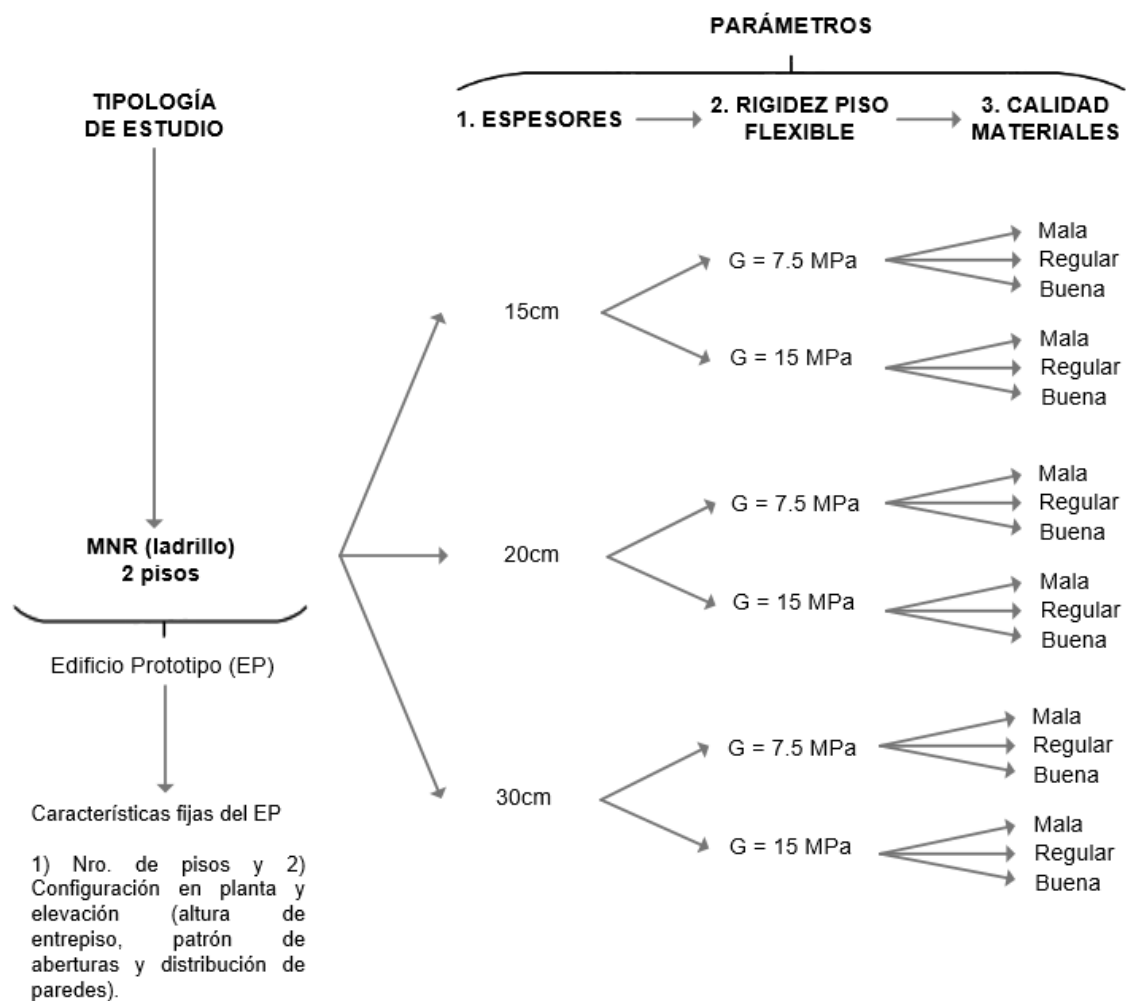 PARÁMETROS
TIPOLOGÍA
DE ESTUDIO
1. ESPESORES
2. RIGIDEZ PISO
FLEXIBLE
3. CALIDAD
MATERIALES
MNR (ladrillo)
2 pisos
Edificio Prototipo (EP)
Características fijas del EP
1) Nro. de pisos y 2)
Configuración en planta y
elevación (altura de
entrepiso, patrón de
aberturas y distribución de
paredes).
15cm
G = 7.5 MPa
Mala
Regular
Buena
G = 15 MPa
Mala
Regular
Buena
20cm
G = 7.5 MPa
Mala
Regular
Buena
G = 15 MPa
Mala
Regular
Buena
30cm
G = 7.5 MPa
Mala
Regular
Buena
G = 15 MPa
Mala
Regular
Buena